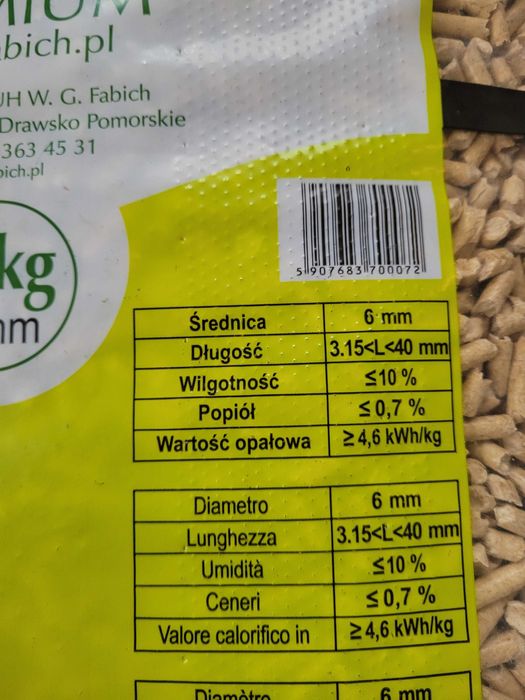 MIUM
abich.pl
UH W. G. Fabich
Drawsko Pomorskie
363 45 31
bich.pl
kg
mm
5 907683 700072
Średnica 6 mm
Długość 3.15<L<40 mm
Wilgotność ≤10 %
Popiół ≤0,7 %
Wartość opałowa ≥4,6 kWh/kg
Diametro 6 mm
Lunghezza 3.15<L<40 mm
Umidità ≤10 %
Ceneri ≤0,7 %
Valore calorifico in ≥4,6 kWh/kg
Diamètro 6 mm